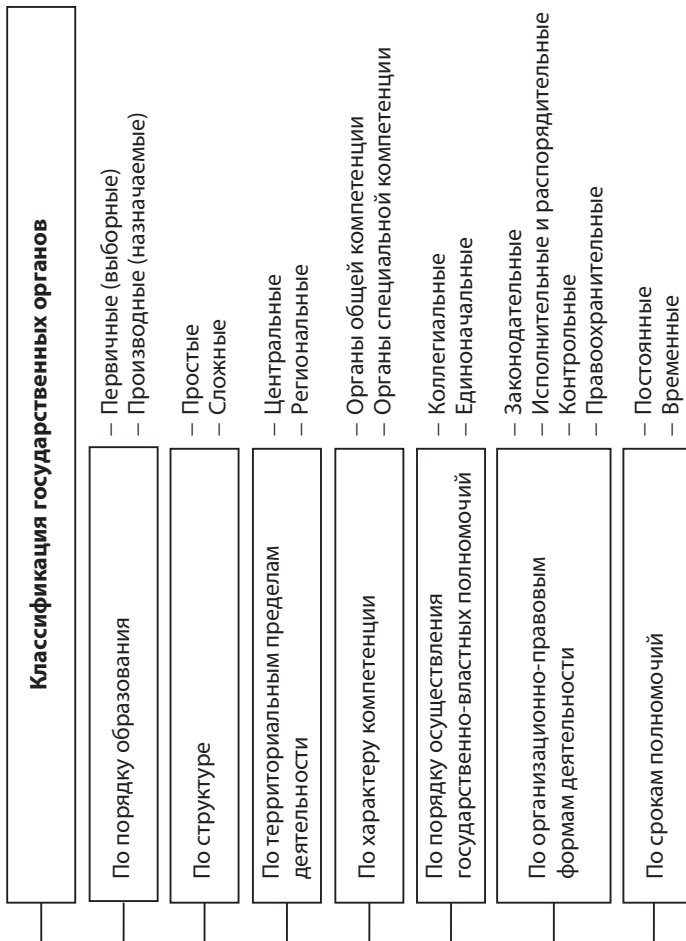 Классификация государственных органов
По порядку образования
– Первичные (выборные)
– Производные (назначаемые)
По структуре
– Простые
– Сложные
По территориальным пределам
деятельности
– Центральные
– Региональные
По характеру компетенции
– Органы общей компетенции
– Органы специальной компетенции
По порядку осуществления
государственно-властных полномочий
– Коллегиальные
– Единоначальные
По организационно-правовым
формам деятельности
– Законодательные
– Исполнительные и распорядительные
– Контрольные
– Правоохранительные
По срокам полномочий
– Постоянные
– Временные